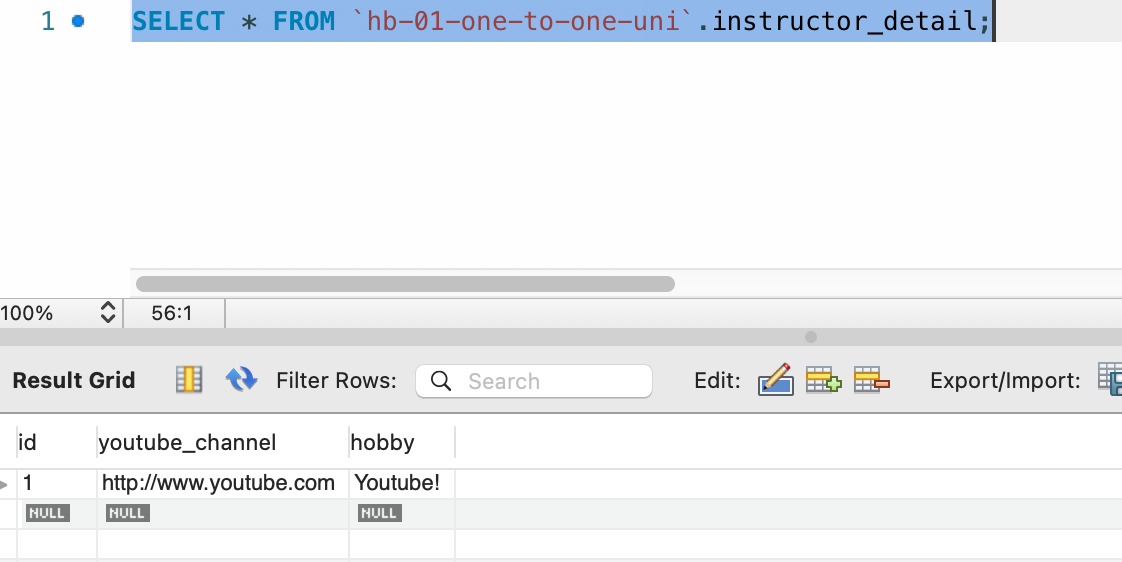 1 SELECT * FROM `hb-01-one-to-one-uni`.instructor_detail;
100% 56:1
Result Grid Filter Rows: Search Edit: Export/Import:
id youtube_channel hobby
1 http://www.youtube.com Youtube!
NULL NULL NULL